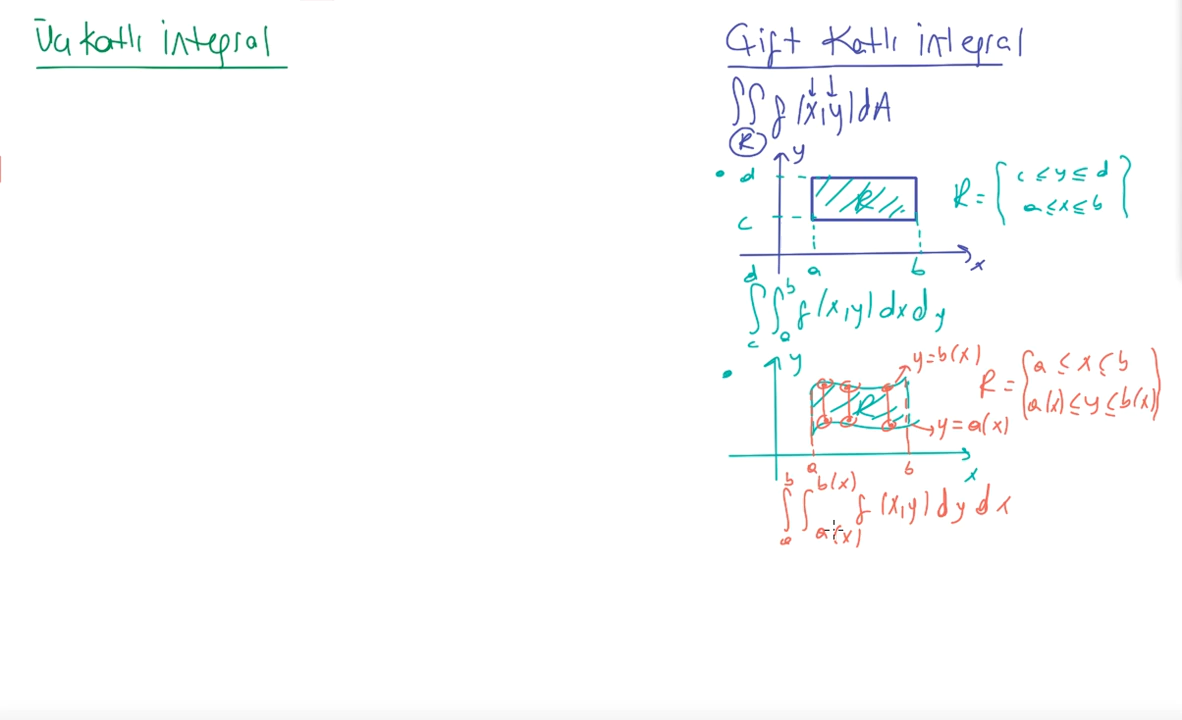 Üç katlı integral
Çift Katlı integral
∬ f(x,y)dA
R
y
d
c
R
a
b
x
R = { c ≤ y ≤ d
a ≤ x ≤ b }
d b
∫ ∫ f(x,y) dx dy
c a
y
y=b(x)
R
y=a(x)
R = { a ≤ x ≤ b
a(x) ≤ y ≤ b(x) }
a
b
x
b b(x)
∫ ∫ f(x,y) dy dx
a a(x)